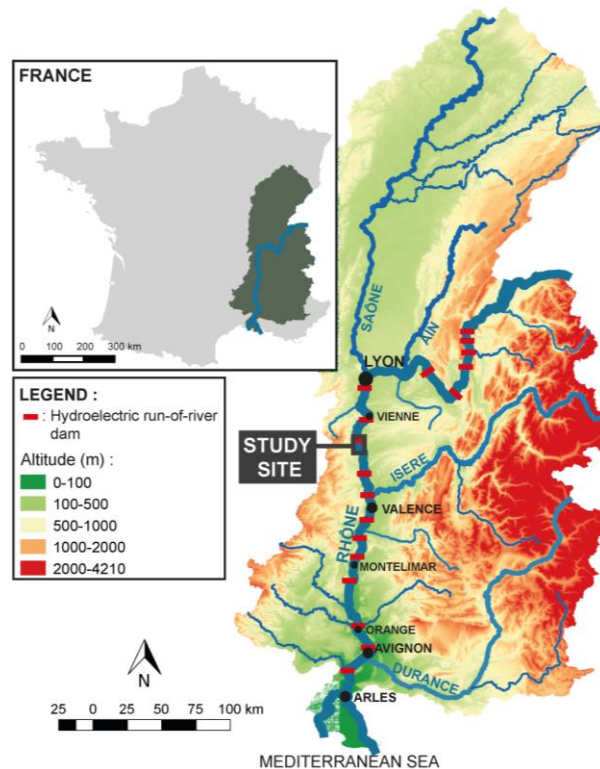 FRANCE
N
0 100 200 300 km
LEGEND :
: Hydroelectric run-of-river
dam
Altitude (m) :
0-100
100-500
500-1000
1000-2000
2000-4210
SAÔNE
AIN
LYON
VIENNE
STUDY
SITE
ISERE
VALENCE
RHÔNE
MONTELIMAR
ORANGE
AVIGNON
DURANCE
ARLES
N
25 0 25 50 75 100 km
MEDITERRANEAN SEA